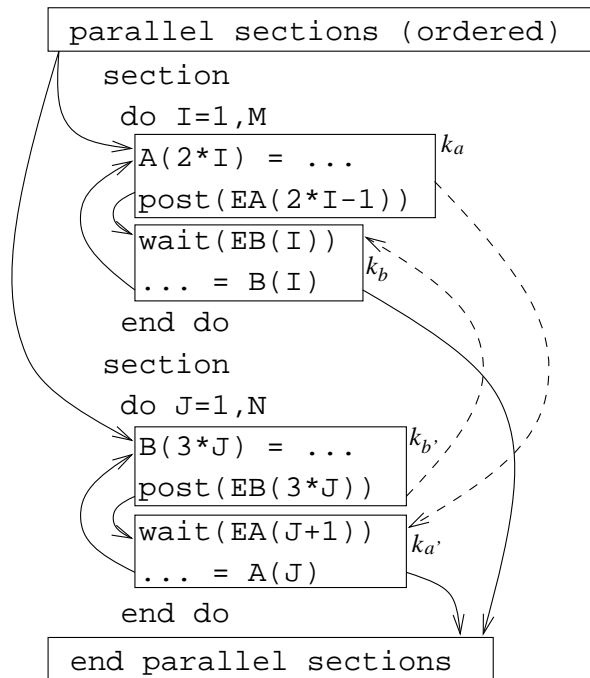 parallel sections (ordered)
section
do I=1,M
A(2*I) = ...
k_a
post(EA(2*I-1))
wait(EB(I))
k_b
... = B(I)
end do
section
do J=1,N
B(3*J) = ...
k_b’
post(EB(3*J))
wait(EA(J+1))
k_a’
... = A(J)
end do
end parallel sections